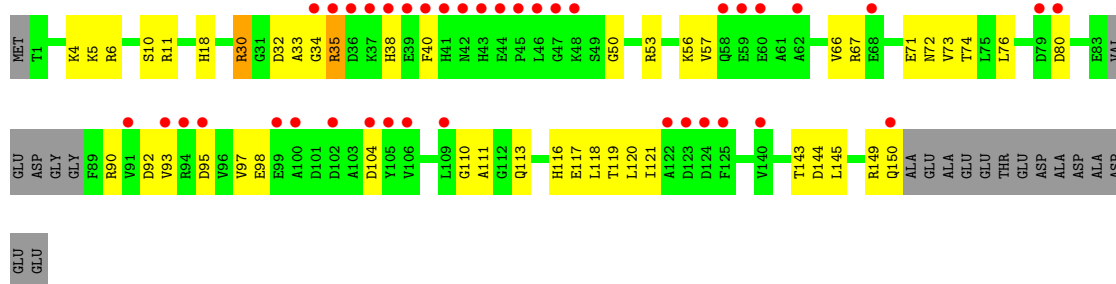 MET T1 K4 K5 R6 S10 R11 H18 R30 G31 D32 A33 G34 R35 D36 K37 H38 E39 F40 H41 N42 H43 E44 P45 L46 G47 K48 S49 G50 R53 K56 V57 Q58 E59 E60 A61 A62 V66 R67 E68 E71 N72 V73 T74 L75 L76 D79 D80 E83 VAL
GLU ASP GLY GLY F89 R90 V91 D92 V93 R94 D95 V96 V97 E98 E99 A100 D101 D102 A103 D104 Y105 V106 L109 G110 A111 G112 Q113 H116 E117 L118 T119 L120 I121 A122 D123 D124 F125 V140 T143 D144 L145 R149 Q150 ALA GLU ALA GLU GLU THR GLU ASP ALA ASP ALA ASP
GLU GLU